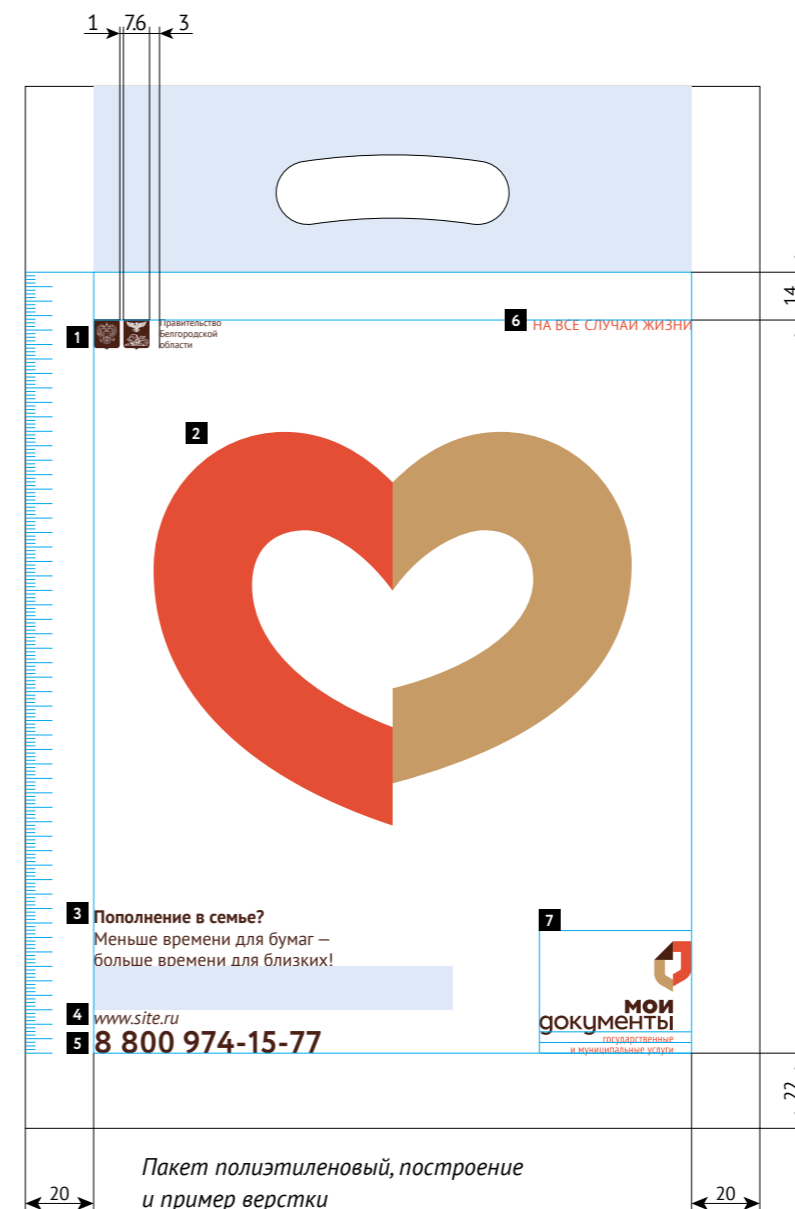 1 7.6 3
14
1
Правительство
Белгородской
области
6 НА ВСЕ СЛУЧАИ ЖИЗНИ
2
3 Пополнение в семье?
Меньше времени для бумаг —
больше времени для близких!
4 www.site.ru
5 8 800 974-15-77
7
мои
документы
государственные
и муниципальные услуги
22
20
Пакет полиэтиленовый, построение
и пример верстки
20